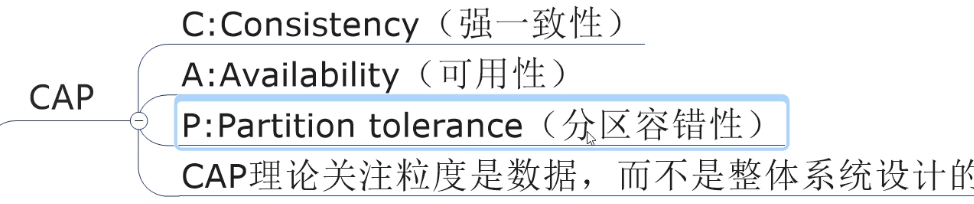 C:Consistency（强一致性）
A:Availability（可用性）
CAP
P:Partition tolerance（分区容错性）
CAP理论关注粒度是数据，而不是整体系统设计的